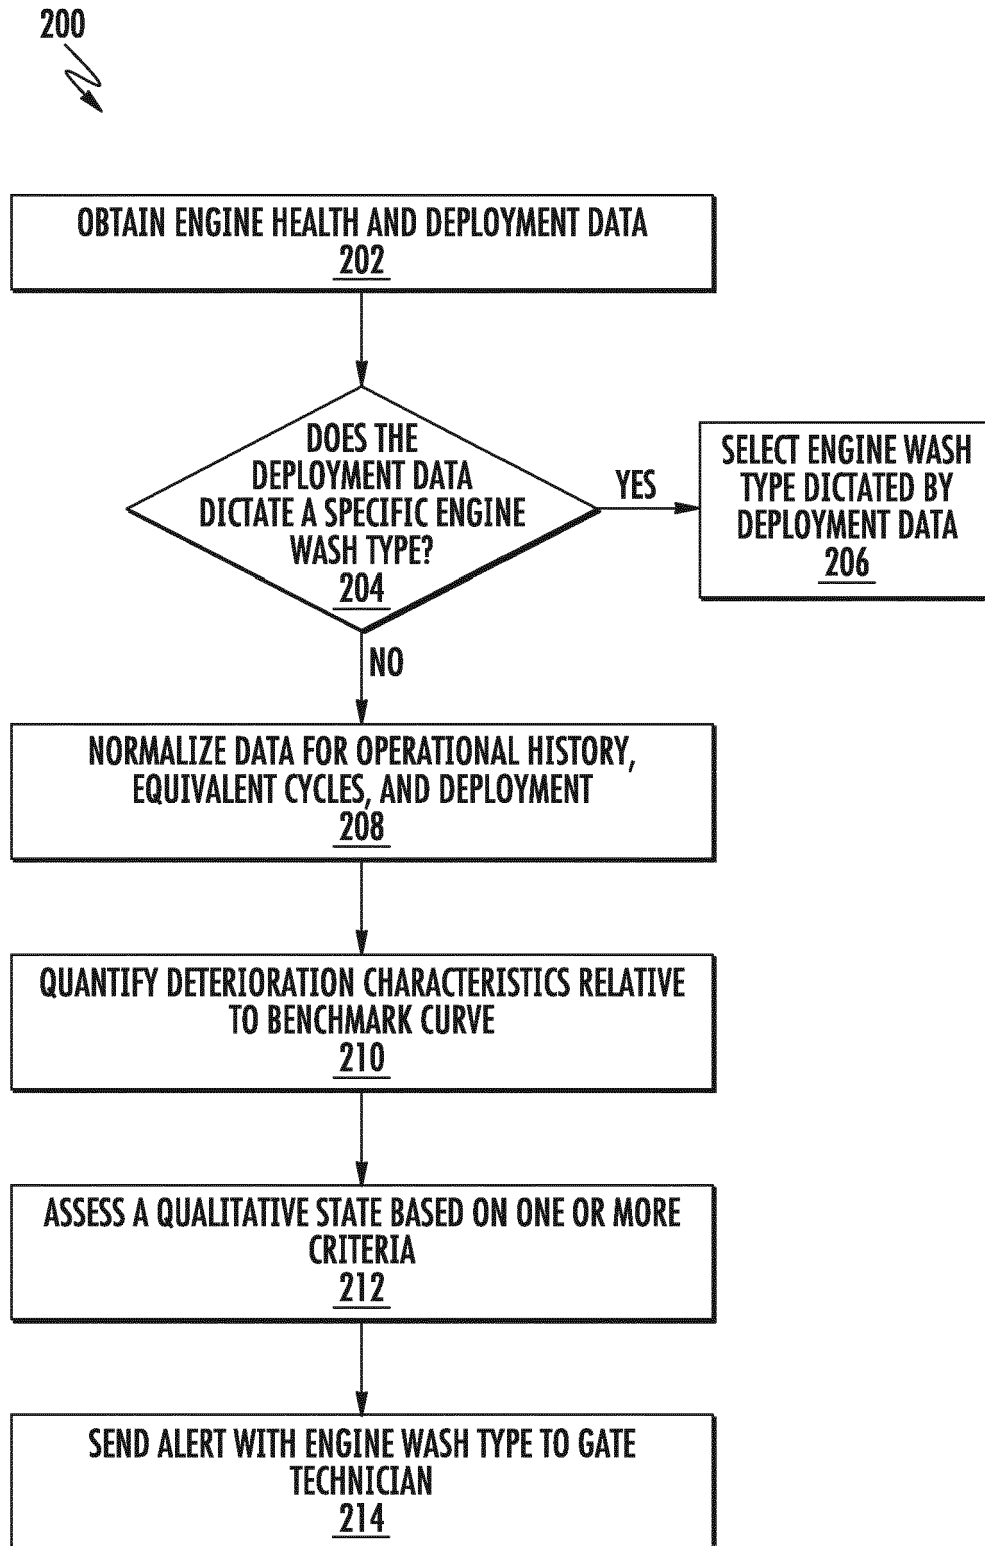 200
OBTAIN ENGINE HEALTH AND DEPLOYMENT DATA
202
DOES THE
DEPLOYMENT DATA
DICTATE A SPECIFIC ENGINE
WASH TYPE?
204
YES
SELECT ENGINE WASH
TYPE DICTATED BY
DEPLOYMENT DATA
206
NO
NORMALIZE DATA FOR OPERATIONAL HISTORY,
EQUIVALENT CYCLES, AND DEPLOYMENT
208
QUANTIFY DETERIORATION CHARACTERISTICS RELATIVE
TO BENCHMARK CURVE
210
ASSESS A QUALITATIVE STATE BASED ON ONE OR MORE
CRITERIA
212
SEND ALERT WITH ENGINE WASH TYPE TO GATE
TECHNICIAN
214